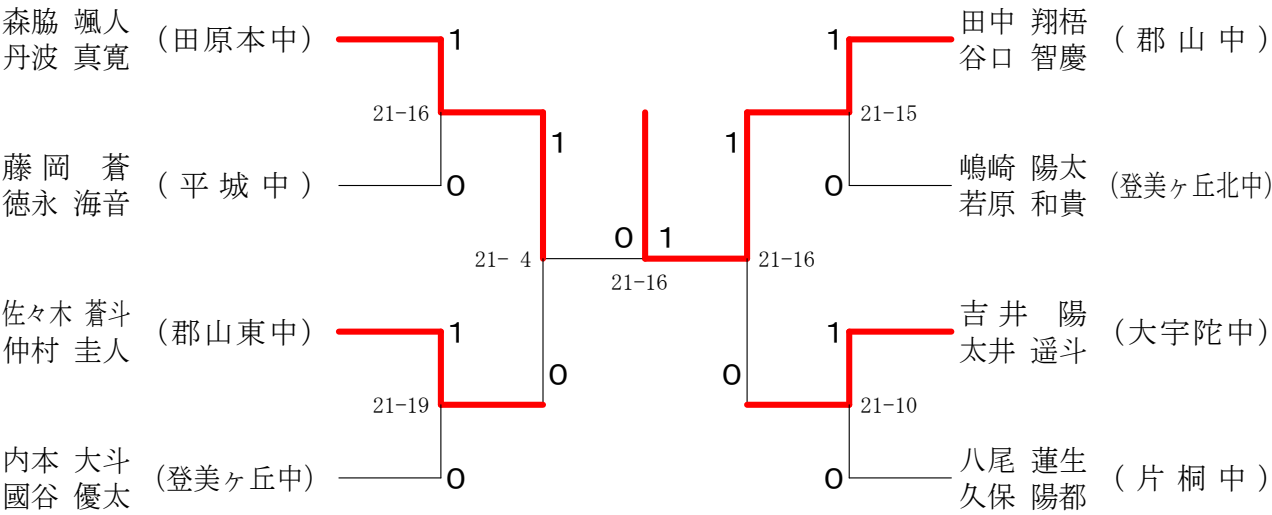 森脇 颯人
丹波 真寛
(田原本中)
1
21-16
藤岡 蒼
徳永 海音
(平城中)
0
1
21- 4
佐々木 蒼斗
仲村 圭人
(郡山東中)
1
21-19
0
内本 大斗
國谷 優太
(登美ヶ丘中)
0
0
1
21-16
田中 翔梧
谷口 智慶
(郡山中)
1
21-15
嶋崎 陽太
若原 和貴
(登美ヶ丘北中)
0
1
21-16
吉井 陽
太井 遥斗
(大宇陀中)
1
21-10
0
八尾 蓮生
久保 陽都
(片桐中)
0